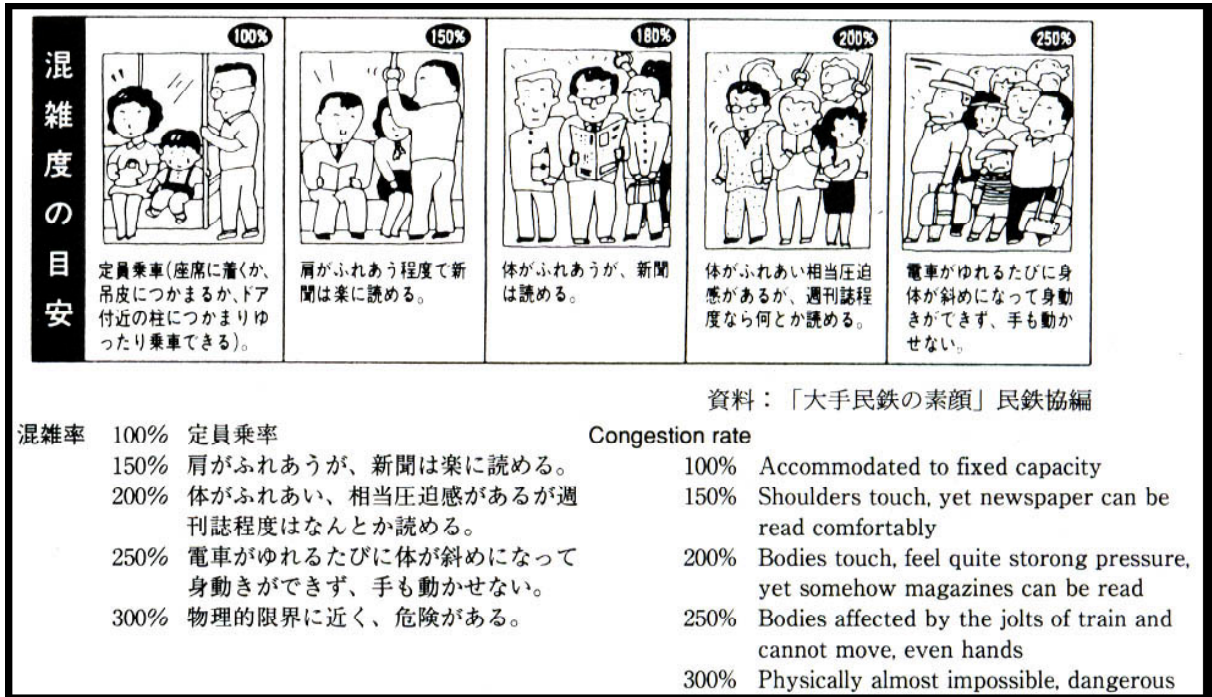 混雑度の目安
100%
定員乗車(座席に着くか、
吊皮につかまるか、ドア
付近の柱につかまりゆ
ったり乗車できる)。
150%
肩がふれあう程度で新
聞は楽に読める。
180%
体がふれあうが、新聞
は読める。
200%
体がふれあい相当圧迫
感があるが、週刊誌程
度なら何とか読める。
250%
電車がゆれるたびに身
体が斜めになって身動
きができず、手も動か
せない。
資料：「大手民鉄の素顔」民鉄協編
混雑率 100% 定員乗率
150% 肩がふれあうが、新聞は楽に読める。
200% 体がふれあい、相当圧迫感があるが週
刊誌程度はなんとか読める。
250% 電車がゆれるたびに体が斜めになって
身動きができず、手も動かせない。
300% 物理的限界に近く、危険がある。
Congestion rate
100% Accommodated to fixed capacity
150% Shoulders touch, yet newspaper can be
read comfortably
200% Bodies touch, feel quite storong pressure,
yet somehow magazines can be read
250% Bodies affected by the jolts of train and
cannot move, even hands
300% Physically almost impossible, dangerous